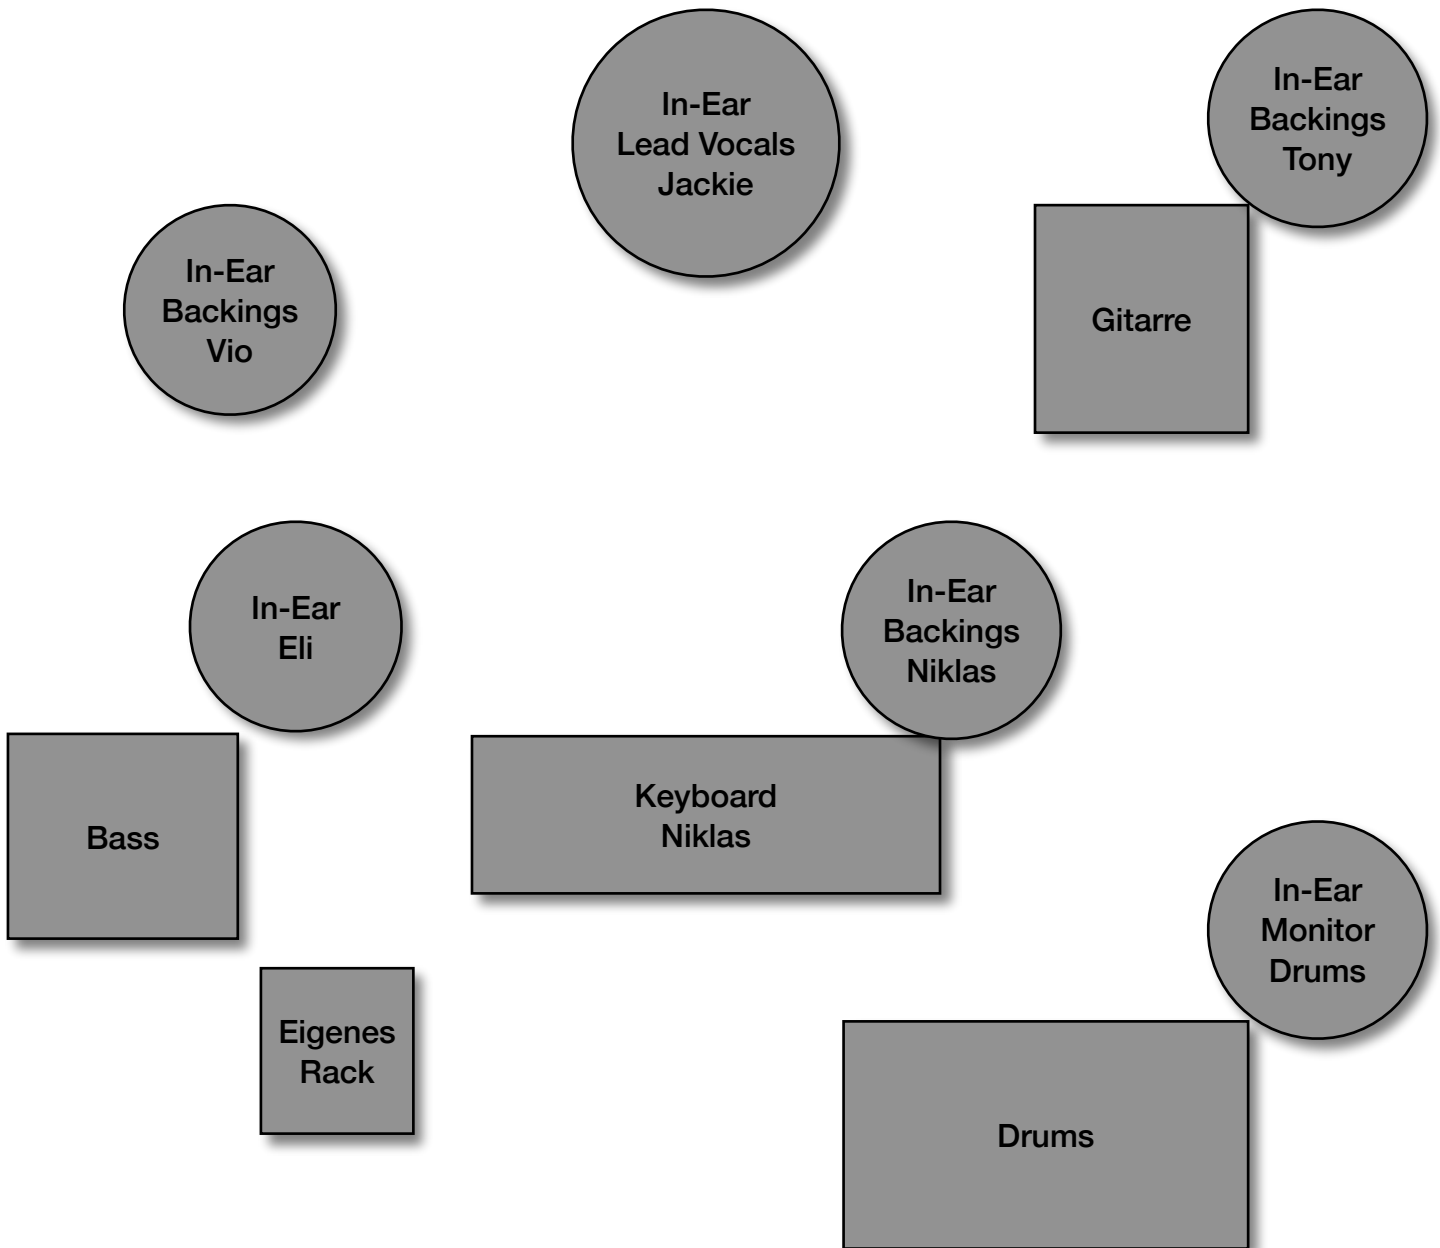 In-Ear
Lead Vocals
Jackie
In-Ear
Backings
Tony
In-Ear
Backings
Vio
Gitarre
In-Ear
Eli
In-Ear
Backings
Niklas
Bass
Keyboard
Niklas
In-Ear
Monitor
Drums
Eigenes
Rack
Drums